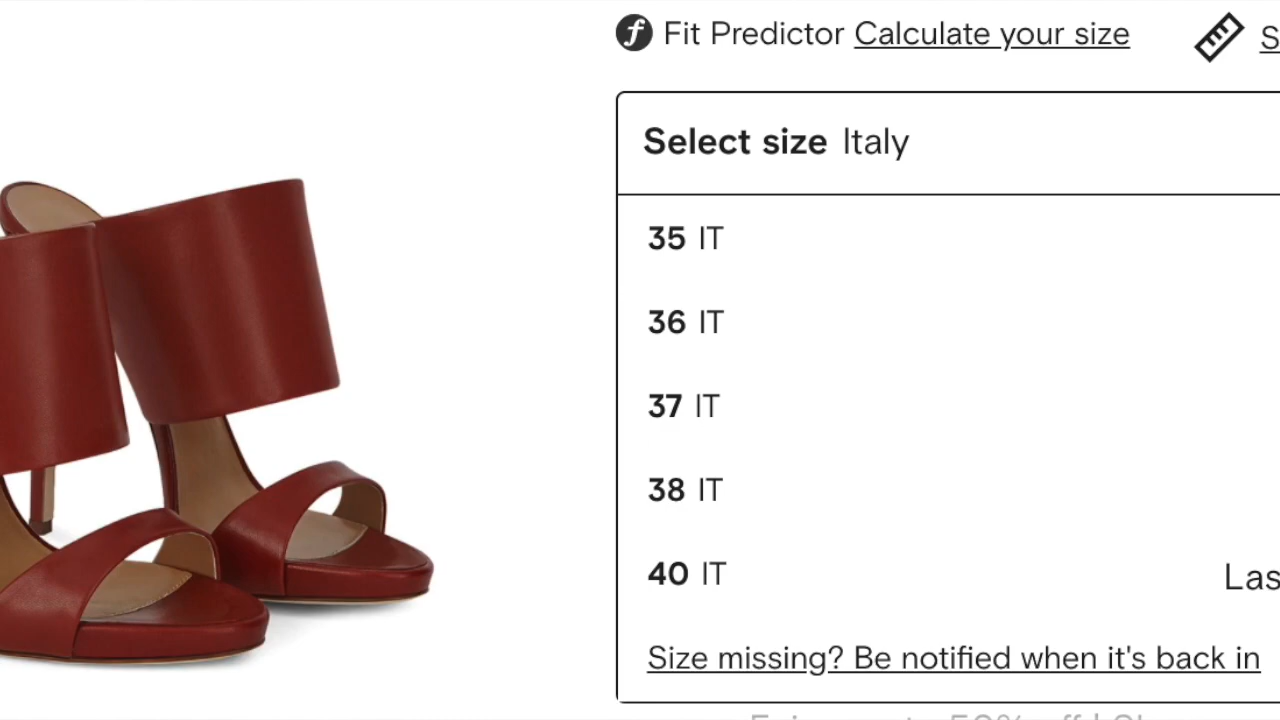 Fit Predictor Calculate your size
Select size Italy
35 IT
36 IT
37 IT
38 IT
40 IT
Size missing? Be notified when it's back in